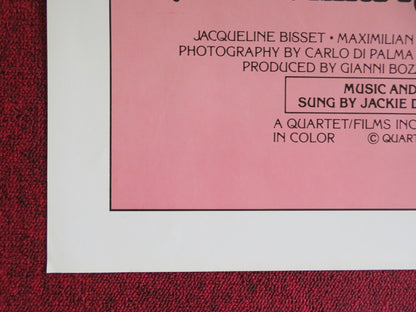 JACQUELINE BISSET • MAXIMILIAN
PHOTOGRAPHY BY CARLO DI PALMA
PRODUCED BY GIANNI BOZ
MUSIC AND
SUNG BY JACKIE D
A QUARTET/FILMS INC
IN COLOR © QUART